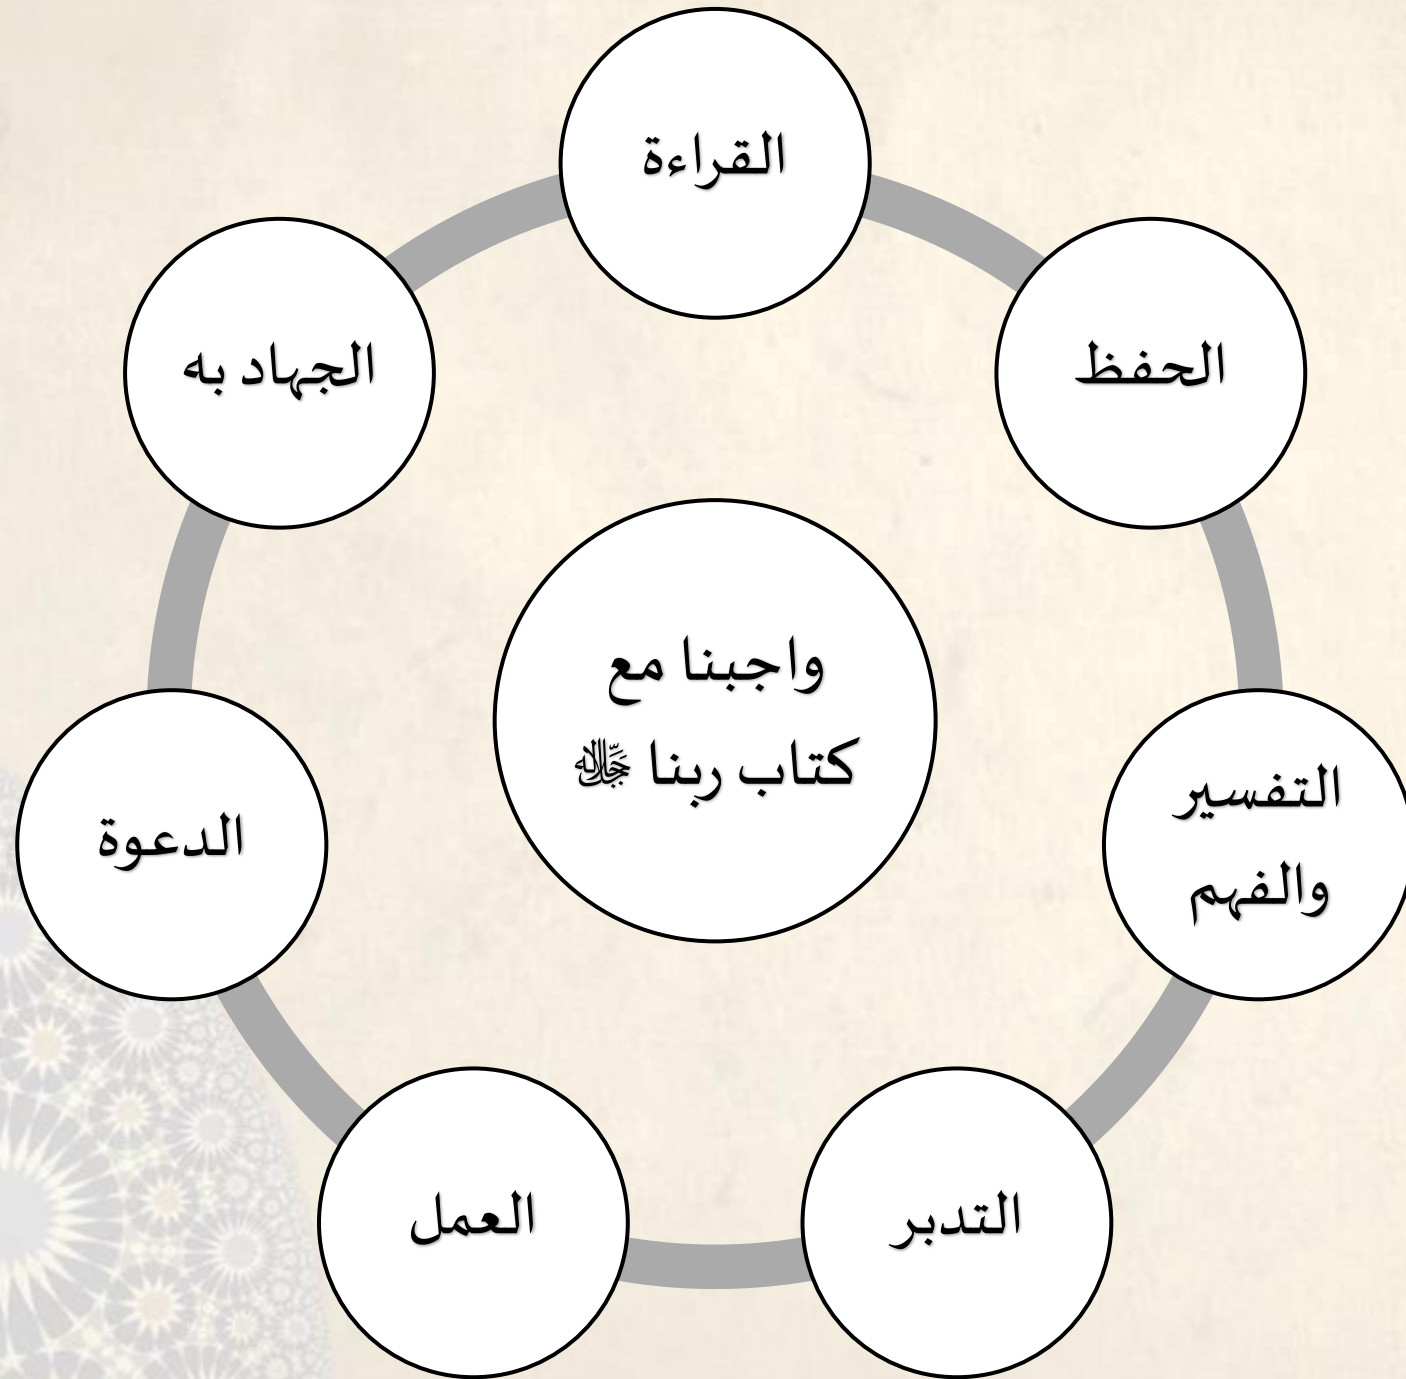 القراءة
الحفظ
التفسير
والفهم
التدبر
العمل
الدعوة
الجهاد به
واجبنا مع
كتاب ربنا ﷻ